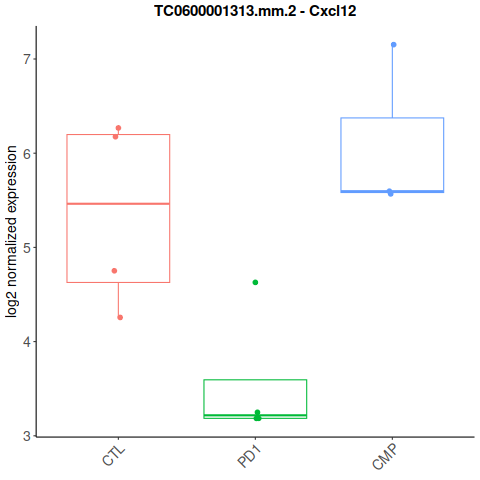 TC0600001313.mm.2 - Cxcl12
log2 normalized expression
7
6
5
4
3
CTL
PD1
CMP